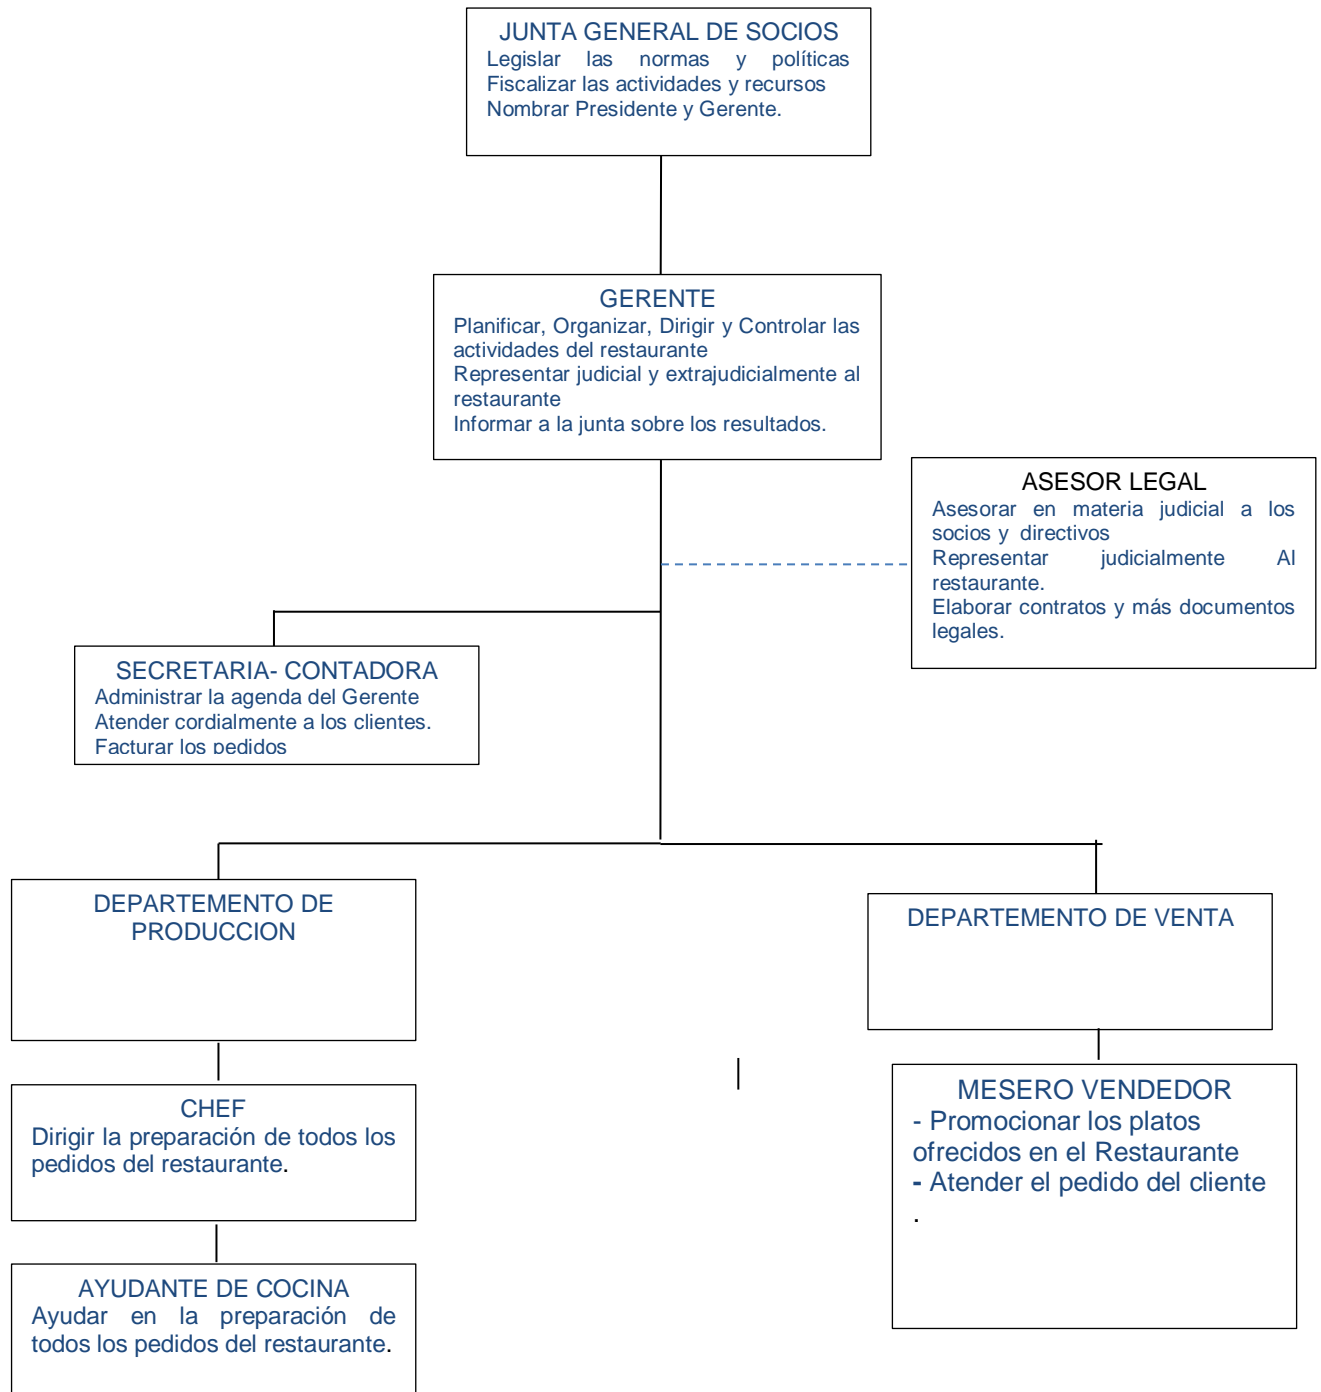 JUNTA GENERAL DE SOCIOS
Legislar las normas y políticas
Fiscalizar las actividades y recursos
Nombrar Presidente y Gerente.
GERENTE
Planificar, Organizar, Dirigir y Controlar las
actividades del restaurante
Representar judicial y extrajudicialmente al
restaurante
Informar a la junta sobre los resultados.
ASESOR LEGAL
Asesorar en materia judicial a los
socios y directivos
Representar judicialmente Al
restaurante.
Elaborar contratos y más documentos
legales.
SECRETARIA- CONTADORA
Administrar la agenda del Gerente
Atender cordialmente a los clientes.
Facturar los pedidos
DEPARTEMENTO DE
PRODUCCION
DEPARTEMENTO DE VENTA
CHEF
Dirigir la preparación de todos los
pedidos del restaurante.
MESERO VENDEDOR
- Promocionar los platos
ofrecidos en el Restaurante
- Atender el pedido del cliente
.
AYUDANTE DE COCINA
Ayudar en la preparación de
todos los pedidos del restaurante.